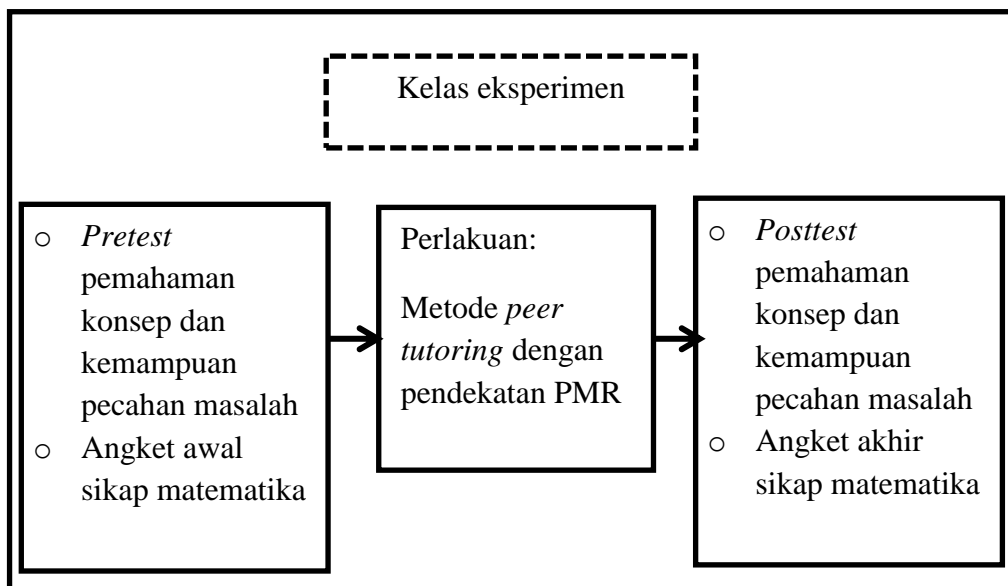 Kelas eksperimen
○ Pretest
pemahaman
konsep dan
kemampuan
pecahan masalah
○ Angket awal
sikap matematika
Perlakuan:
Metode peer
tutoring dengan
pendekatan PMR
○ Posttest
pemahaman
konsep dan
kemampuan
pecahan masalah
○ Angket akhir
sikap matematika